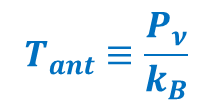 T_ant ≡ P_ν / k_B